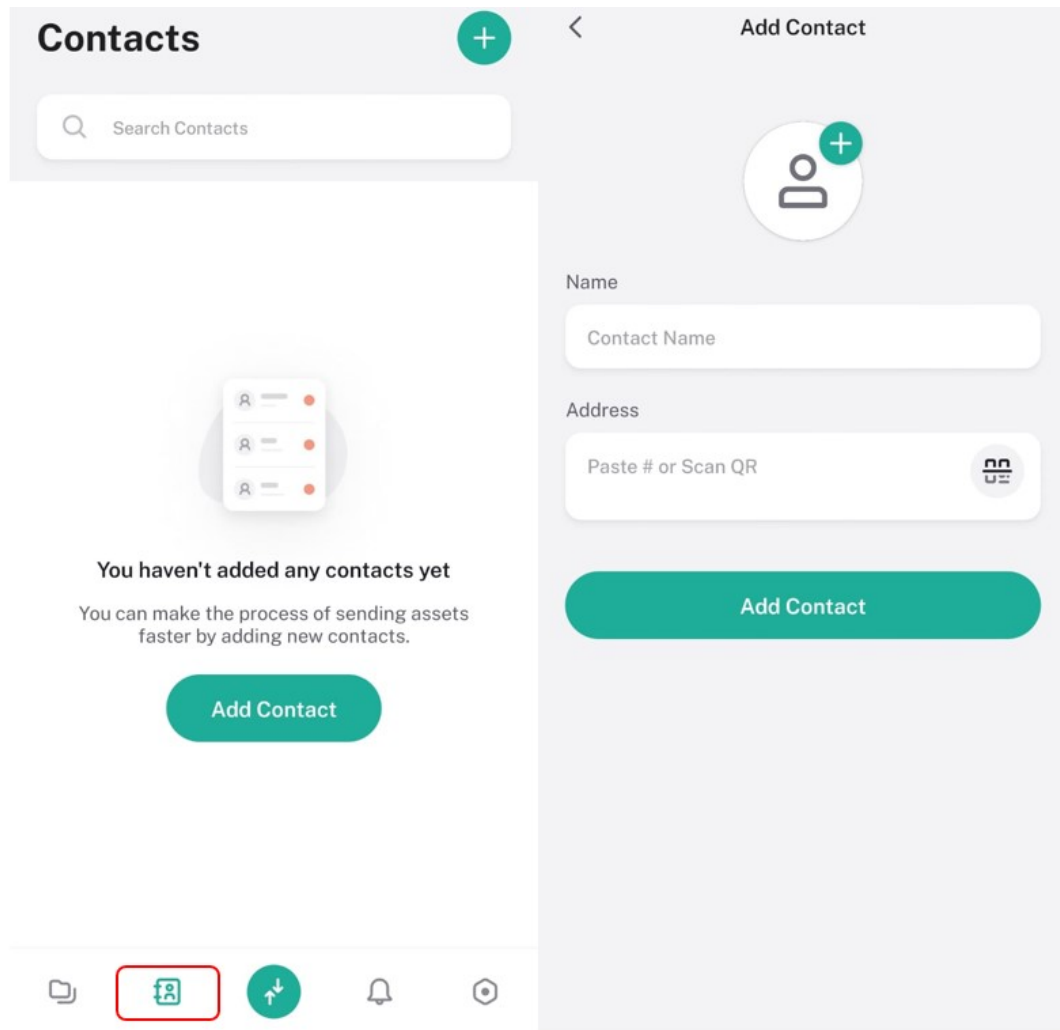 Contacts
Search Contacts
You haven't added any contacts yet
You can make the process of sending assets
faster by adding new contacts.
Add Contact
Add Contact
Name
Contact Name
Address
Paste # or Scan QR
Add Contact